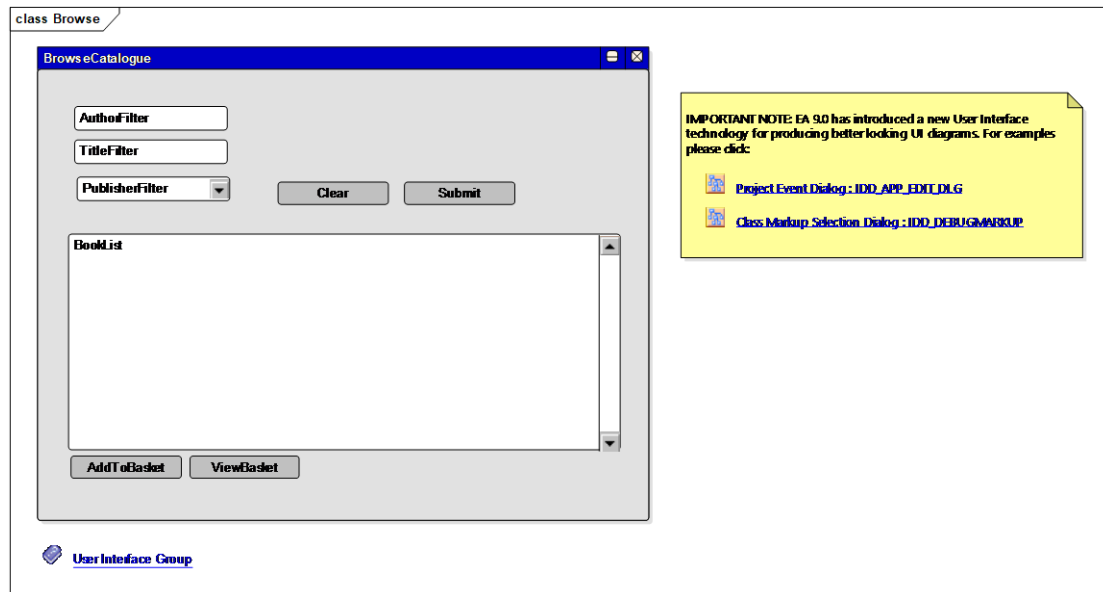 class Browse
BrowseCatalogue
AuthorFilter
TitleFilter
PublisherFilter
Clear
Submit
BookList
AddToBasket
ViewBasket
User Interface Group
IMPORTANT NOTE: EA 9.0 has introduced a new User Interface
technology for producing better looking UI diagrams. For examples
please click:
Project Event Dialog : IDD_APP_EDIT_DLG
Class Markup Selection Dialog : IDD_DEBUGMARKUP